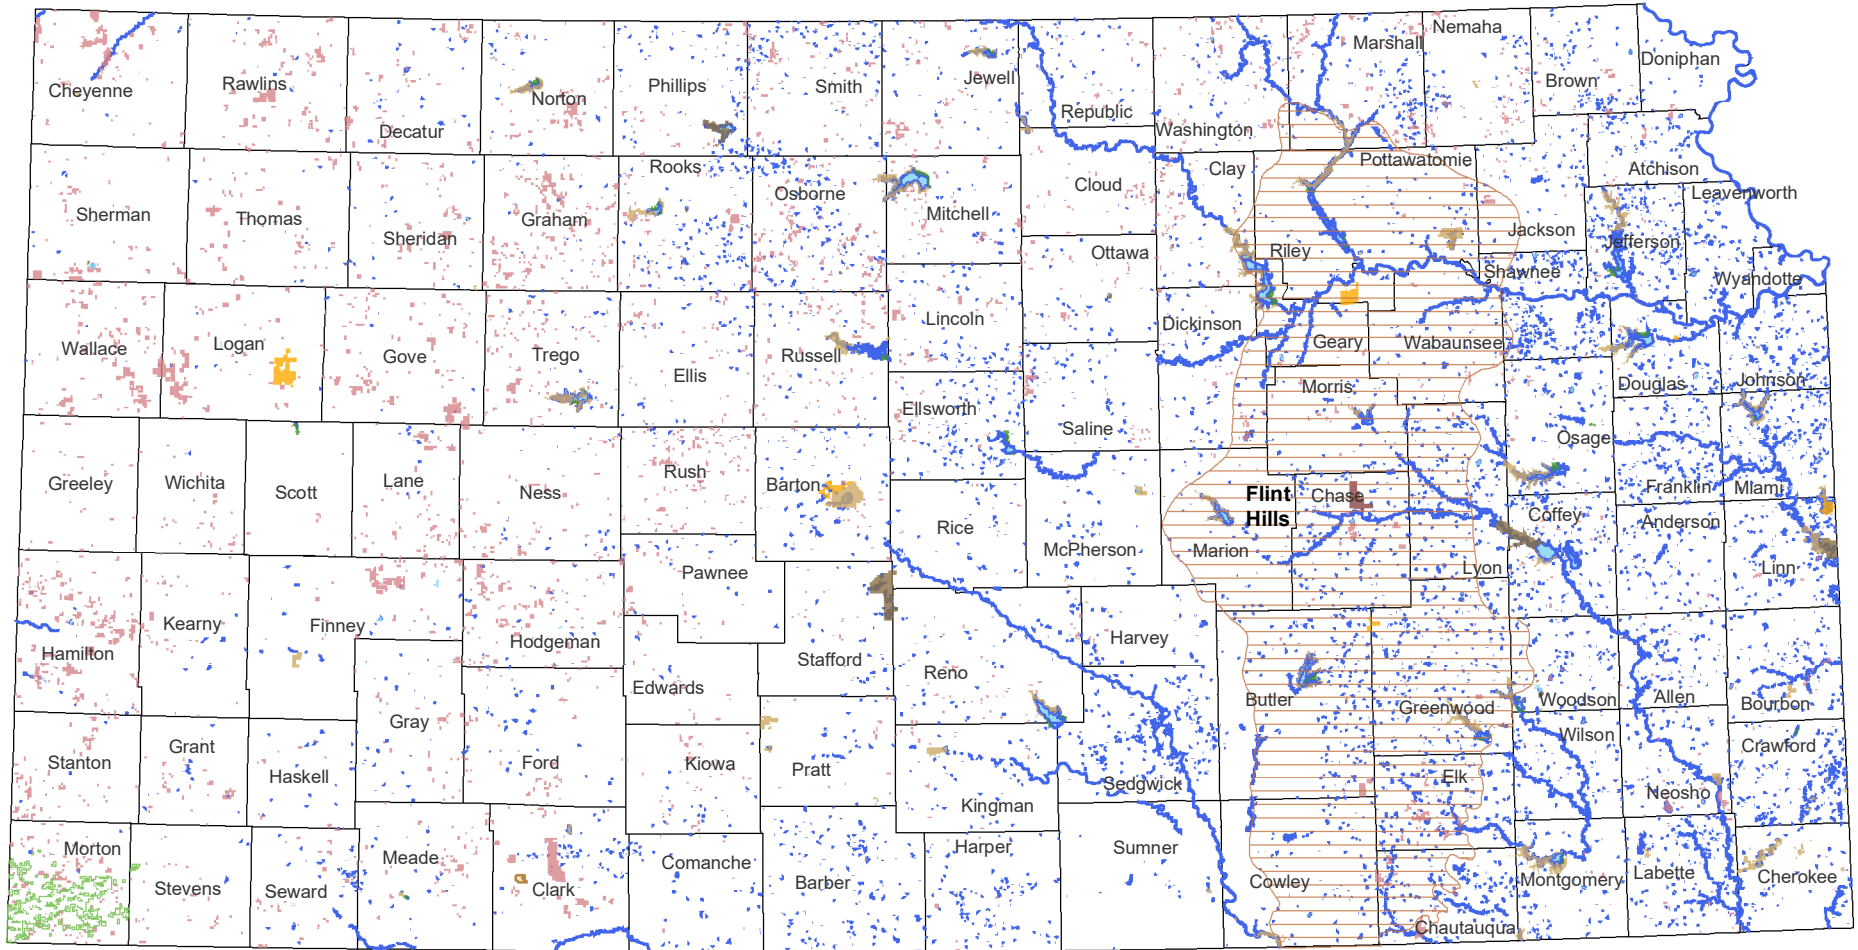 Cheyenne
Rawlins
Decatur
Norton
Phillips
Smith
Jewell
Republic
Washington
Marshall
Nemaha
Brown
Doniphan
Sherman
Thomas
Sheridan
Graham
Rooks
Osborne
Mitchell
Cloud
Clay
Riley
Pottawatomie
Jackson
Atchison
Jefferson
Leavenworth
Wyandotte
Shawnee
Ottawa
Lincoln
Dickinson
Geary
Wabaunsee
Douglas
Johnson
Wallace
Logan
Gove
Trego
Ellis
Russell
Ellsworth
Saline
Morris
Osage
Franklin
Miami
Greeley
Wichita
Scott
Lane
Ness
Rush
Barton
Rice
McPherson
Marion
Flint
Hills
Chase
Lyon
Coffey
Anderson
Linn
Hamilton
Kearny
Finney
Hodgeman
Pawnee
Edwards
Stafford
Reno
Harvey
Butler
Greenwood
Woodson
Allen
Bourbon
Stanton
Grant
Haskell
Gray
Ford
Kiowa
Pratt
Kingman
Sedgwick
Elk
Wilson
Neosho
Crawford
Morton
Stevens
Seward
Meade
Clark
Comanche
Barber
Harper
Sumner
Cowley
Chautauqua
Montgomery
Labette
Cherokee